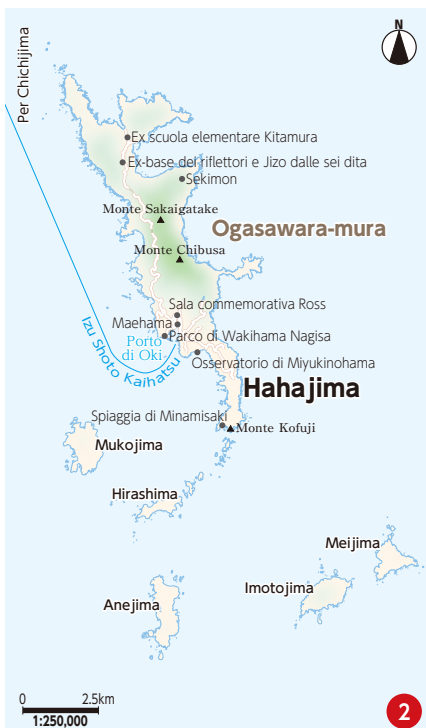 N
Per Chichijima
Ex scuola elementare Kitamura
Ex-base dei riflettori e Jizo dalle sei dita
Sekimon
Monte Sakaigatake
Ogasawara-mura
Monte Chibusa
Sala commemorativa Ross
Maehama
Porto
di Oki
Parco di Wakihama Nagisa
Izu Shoto Kaihatsu
Osservatorio di Miyukinohama
Hahajima
Spiaggia di Minamisaki
Monte Kofuji
Mukojima
Hirashima
Meijima
Imotojima
Anejima
0 2.5km
1:250,000
2